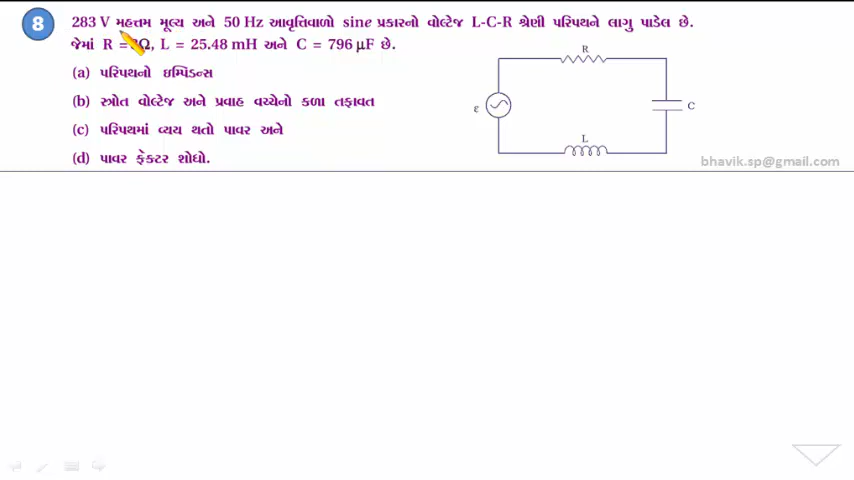 8
283 V મહત્તમ મૂલ્ય અને 50 Hz આવૃત્તિવાળો sine પ્રકારનો વોલ્ટેજ L-C-R શ્રેણી પરિપથને લાગુ પાડેલ છે.
જેમાં R = Ω, L = 25.48 mH અને C = 796 μF છે.
(a) પરિપથનો ઇમ્પિડન્સ
(b) સ્ત્રોત વોલ્ટેજ અને પ્રવાહ વચ્ચેનો કળા તફાવત
(c) પરિપથમાં વ્યય થતો પાવર અને
(d) પાવર ફૅક્ટર શોધો.
R
ε
C
L
bhavik.sp@gmail.com